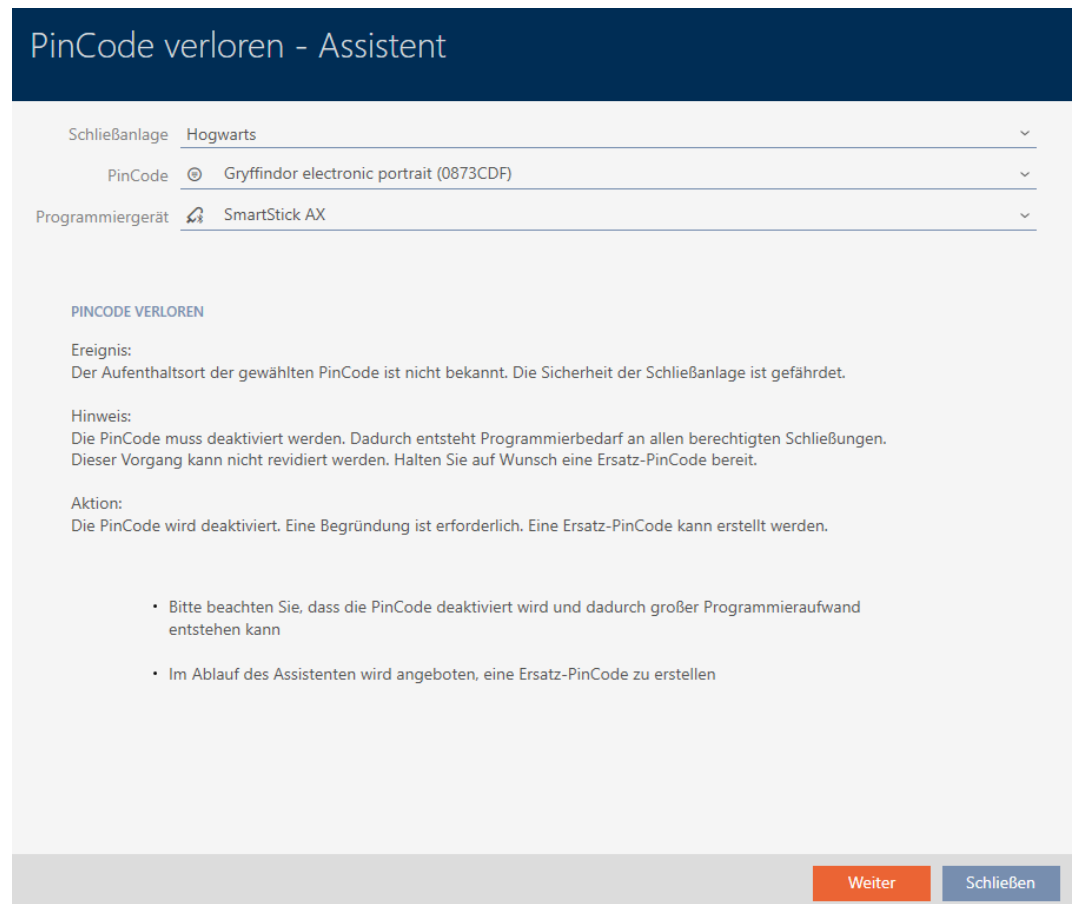 PinCode verloren - Assistent
Schließanlage Hogwarts
PinCode Gryffindor electronic portrait (0873CDF)
Programmiergerät SmartStick AX
PINCODE VERLOREN
Ereignis:
Der Aufenthaltsort der gewählten PinCode ist nicht bekannt. Die Sicherheit der Schließanlage ist gefährdet.
Hinweis:
Die PinCode muss deaktiviert werden. Dadurch entsteht Programmierbedarf an allen berechtigten Schließungen.
Dieser Vorgang kann nicht revidiert werden. Halten Sie auf Wunsch eine Ersatz-PinCode bereit.
Aktion:
Die PinCode wird deaktiviert. Eine Begründung ist erforderlich. Eine Ersatz-PinCode kann erstellt werden.
• Bitte beachten Sie, dass die PinCode deaktiviert wird und dadurch großer Programmieraufwand
entstehen kann
• Im Ablauf des Assistenten wird angeboten, eine Ersatz-PinCode zu erstellen
Weiter Schließen